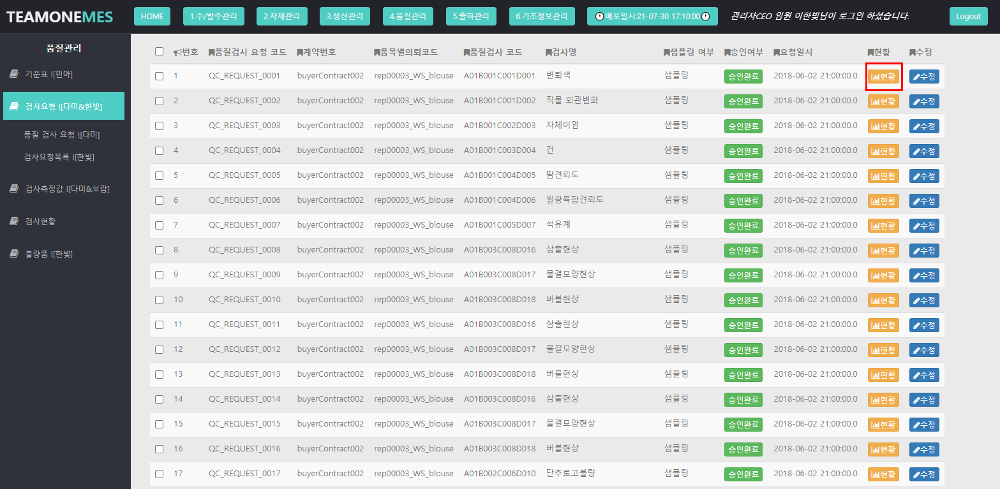 TEAMONEMES HOME 1.수/발주관리 2.자재관리 3.생산관리 4.품질관리 5.출하관리 6.기초정보관리 배포일시:21-07-30 17:10:00 관리자CEO 임원 이한빛님이 로그인 하셨습니다. Logout
품질관리
기준표 ![민아]
검사요청 ![다미&한빛]
품질 검사 요청 ![다미]
검사요청목록 ![한빛]
검사측정값 ![다미&보람]
검사현황
불량품 ![한빛]
번호 품질검사 요청 코드 계약번호 품목별의뢰코드 품질검사 코드 검사명 샘플링 여부 승인여부 요청일시 현황 수정
1 QC_REQUEST_0001 buyerContract002 rep00003_WS_blouse A01B001C001D001 변퇴색 샘플링 승인완료 2018-06-02 21:00:00.0 현황 수정
2 QC_REQUEST_0002 buyerContract002 rep00003_WS_blouse A01B001C001D002 직물 외관변화 샘플링 승인완료 2018-06-02 21:00:00.0 현황 수정
3 QC_REQUEST_0003 buyerContract002 rep00003_WS_blouse A01B001C002D003 자체이염 샘플링 승인완료 2018-06-02 21:00:00.0 현황 수정
4 QC_REQUEST_0004 buyerContract002 rep00003_WS_blouse A01B001C003D004 건 샘플링 승인완료 2018-06-02 21:00:00.0 현황 수정
5 QC_REQUEST_0005 buyerContract002 rep00003_WS_blouse A01B001C004D005 땀견뢰도 샘플링 승인완료 2018-06-02 21:00:00.0 현황 수정
6 QC_REQUEST_0006 buyerContract002 rep00003_WS_blouse A01B001C004D006 일광복합견뢰도 샘플링 승인완료 2018-06-02 21:00:00.0 현황 수정
7 QC_REQUEST_0007 buyerContract002 rep00003_WS_blouse A01B001C005D007 석유계 샘플링 승인완료 2018-06-02 21:00:00.0 현황 수정
8 QC_REQUEST_0008 buyerContract002 rep00003_WS_blouse A01B003C008D016 삼출현상 샘플링 승인완료 2018-06-02 21:00:00.0 현황 수정
9 QC_REQUEST_0009 buyerContract002 rep00003_WS_blouse A01B003C008D017 물결모양현상 샘플링 승인완료 2018-06-02 21:00:00.0 현황 수정
10 QC_REQUEST_0010 buyerContract002 rep00003_WS_blouse A01B003C008D018 버블현상 샘플링 승인완료 2018-06-02 21:00:00.0 현황 수정
11 QC_REQUEST_0011 buyerContract002 rep00003_WS_blouse A01B003C008D016 삼출현상 샘플링 승인완료 2018-06-02 21:00:00.0 현황 수정
12 QC_REQUEST_0012 buyerContract002 rep00003_WS_blouse A01B003C008D017 물결모양현상 샘플링 승인완료 2018-06-02 21:00:00.0 현황 수정
13 QC_REQUEST_0013 buyerContract002 rep00003_WS_blouse A01B003C008D018 버블현상 샘플링 승인완료 2018-06-02 21:00:00.0 현황 수정
14 QC_REQUEST_0014 buyerContract002 rep00003_WS_blouse A01B003C008D016 삼출현상 샘플링 승인완료 2018-06-02 21:00:00.0 현황 수정
15 QC_REQUEST_0015 buyerContract002 rep00003_WS_blouse A01B003C008D017 물결모양현상 샘플링 승인완료 2018-06-02 21:00:00.0 현황 수정
16 QC_REQUEST_0016 buyerContract002 rep00003_WS_blouse A01B003C008D018 버블현상 샘플링 승인완료 2018-06-02 21:00:00.0 현황 수정
17 QC_REQUEST_0017 buyerContract002 rep00003_WS_blouse A01B002C006D010 단추로고불량 샘플링 승인완료 2018-06-02 21:00:00.0 현황 수정